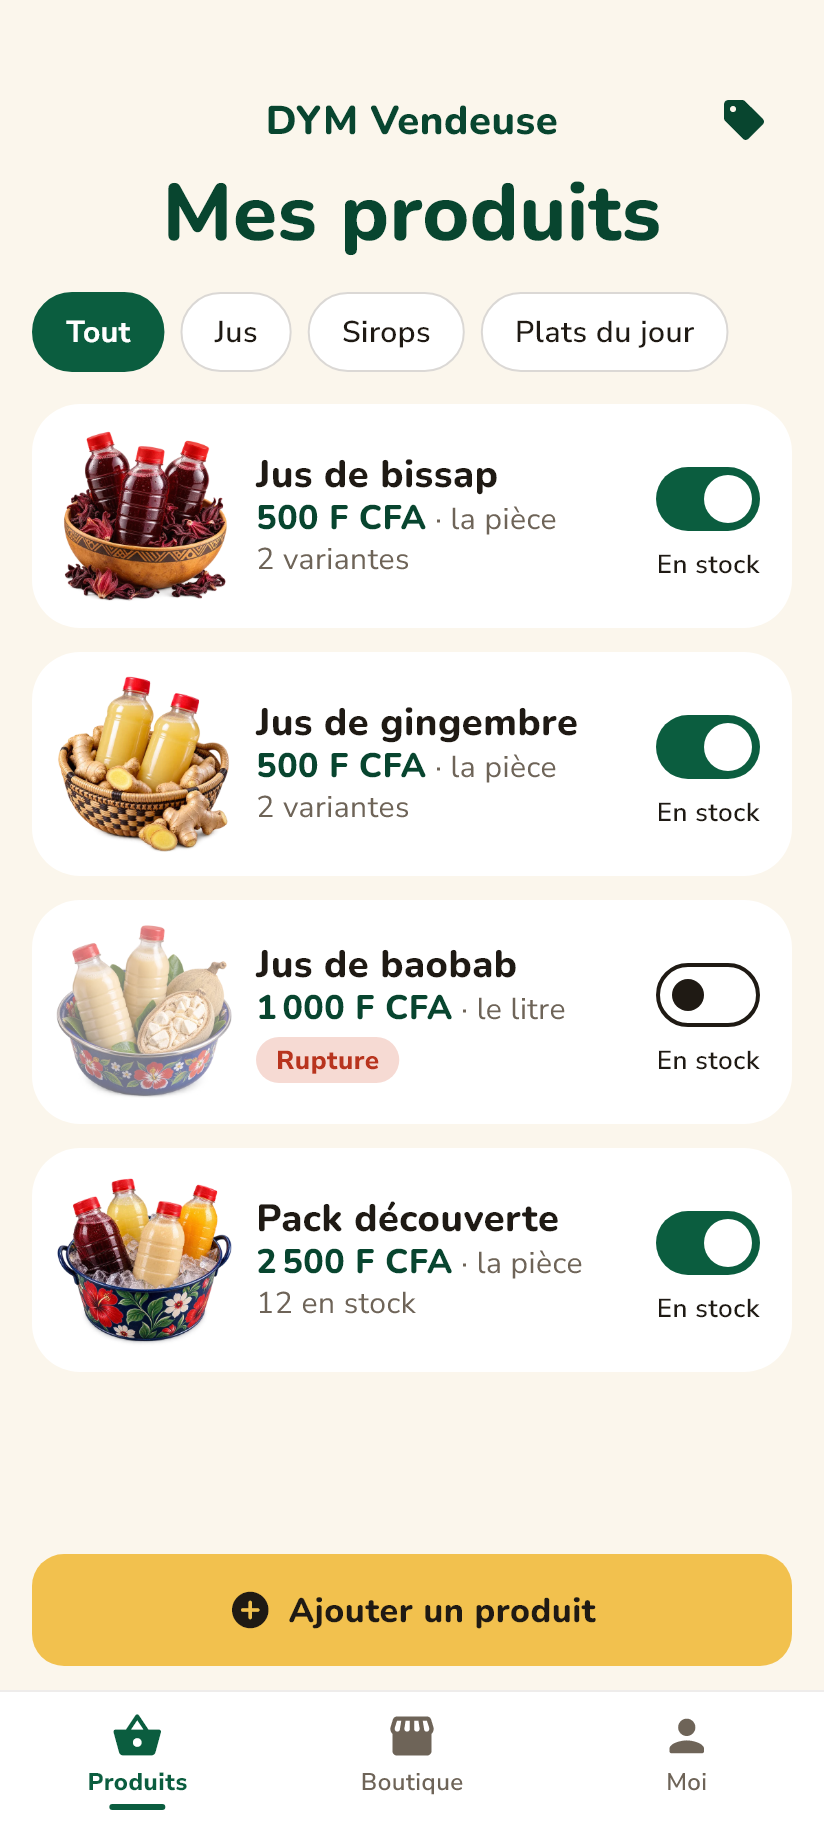 DYM Vendeuse
Mes produits
Tout
Jus
Sirops
Plats du jour
Jus de bissap
500 F CFA · la pièce
2 variantes
En stock
Jus de gingembre
500 F CFA · la pièce
2 variantes
En stock
Jus de baobab
1 000 F CFA · le litre
Rupture
En stock
Pack découverte
2 500 F CFA · la pièce
12 en stock
En stock
Ajouter un produit
Produits
Boutique
Moi